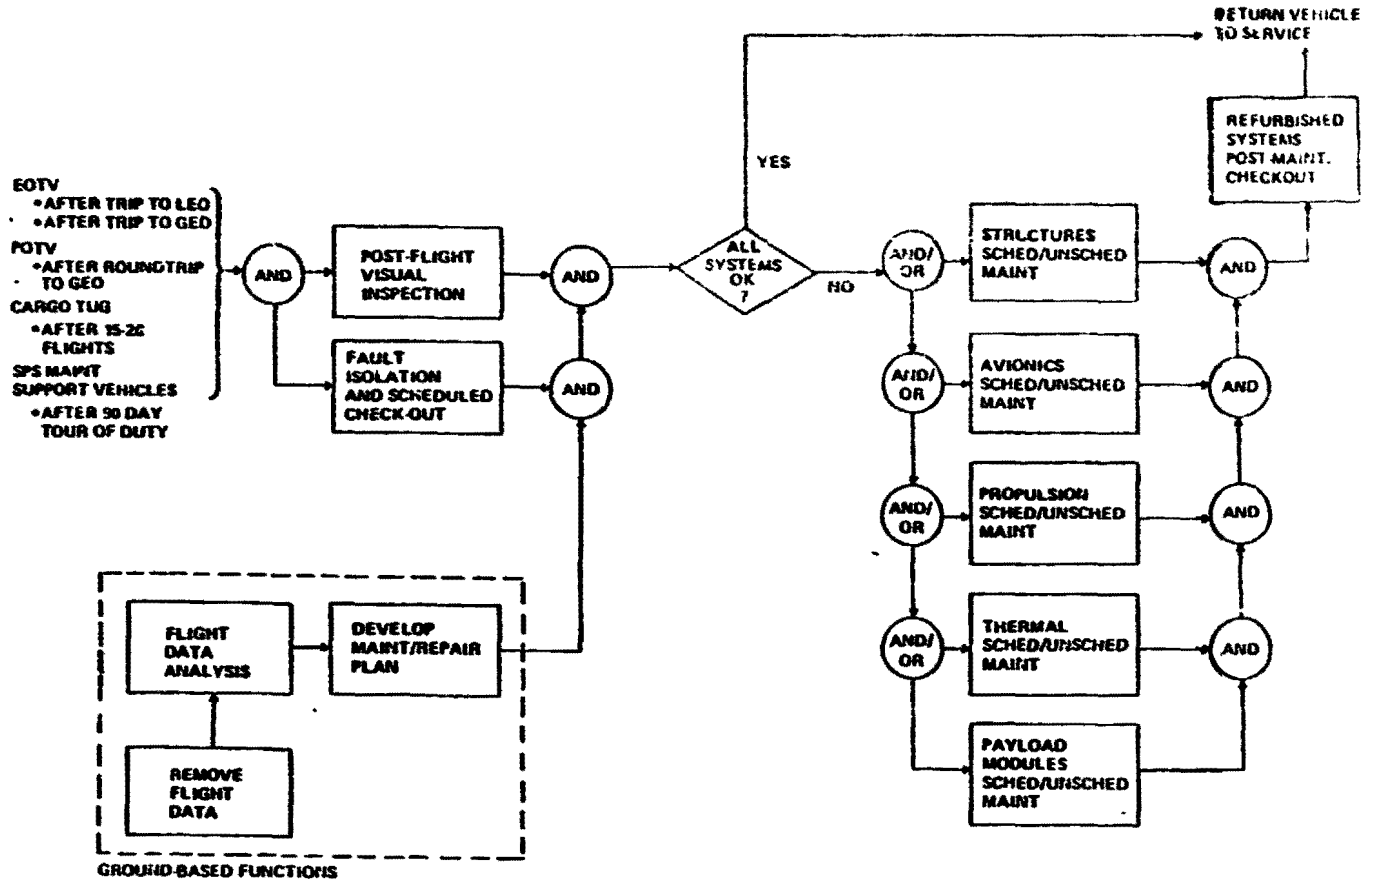 RETURN VEHICLE
TO SERVICE
REFURBISHED
SYSTEMS
POST-MAINT.
CHECKOUT
YES
EOTV
• AFTER TRIP TO LEO
• AFTER TRIP TO GEO
POTV
• AFTER ROUNDTRIP
TO GEO
CARGO TUG
• AFTER 15-20
FLIGHTS
SPS MAINT
SUPPORT VEHICLES
• AFTER 90 DAY
TOUR OF DUTY
AND
POST-FLIGHT
VISUAL
INSPECTION
AND
FAULT
ISOLATION
AND SCHEDULED
CHECK-OUT
AND
ALL
SYSTEMS
OK
?
NO
AND/
OR
STRUCTURES
SCHED/UNSCHED
MAINT
AND
AND/
OR
AVIONICS
SCHED/UNSCHED
MAINT
AND
AND/
OR
PROPULSION
SCHED/UNSCHED
MAINT
AND
AND/
OR
THERMAL
SCHED/UNSCHED
MAINT
AND
PAYLOAD
MODULES
SCHED/UNSCHED
MAINT
FLIGHT
DATA
ANALYSIS
DEVELOP
MAINT/REPAIR
PLAN
REMOVE
FLIGHT
DATA
GROUND-BASED FUNCTIONS